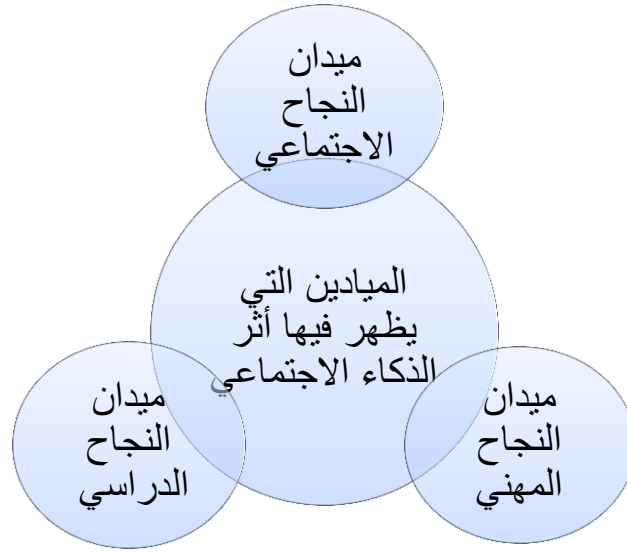 ميدان
النجاح
الاجتماعي
الميادين التي
يظهر فيها أثر
الذكاء الاجتماعي
ميدان
النجاح
المهني
ميدان
النجاح
الدراسي